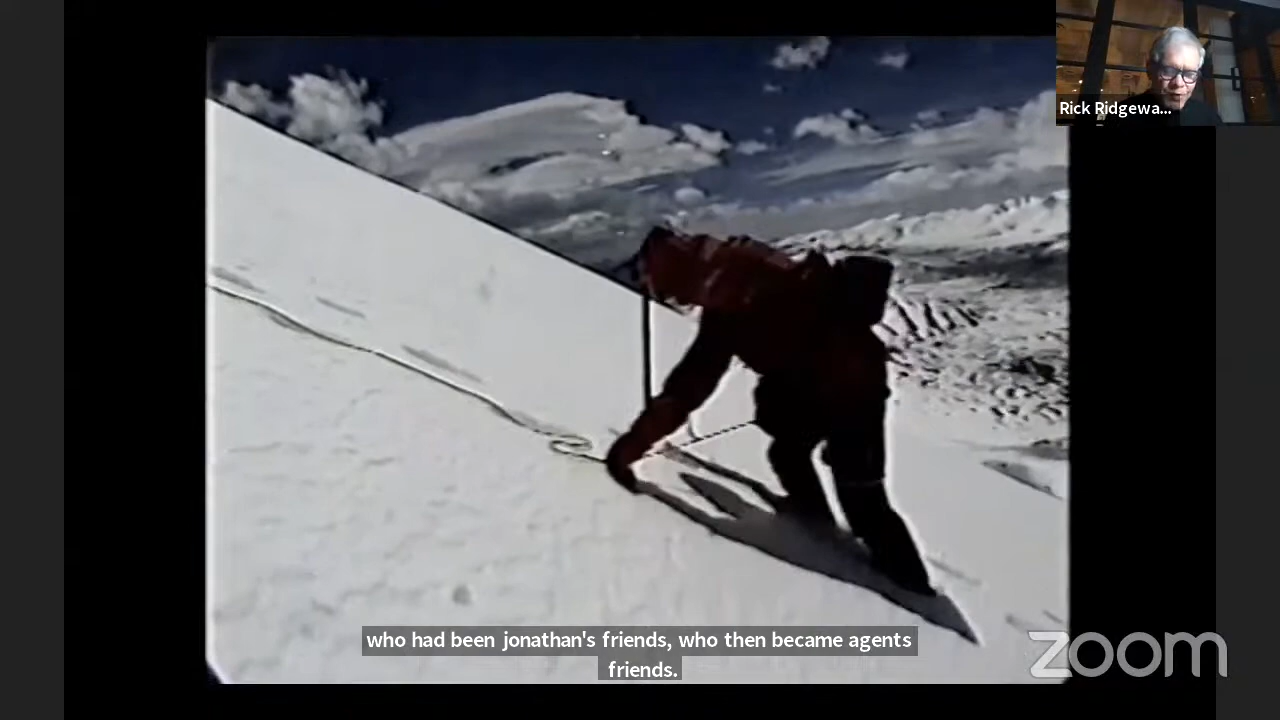 Rick Ridgewa...
who had been jonathan's friends, who then became agents
friends.
zoom